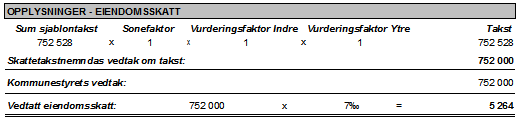 OPPLYSNINGER - EIENDOMSSKATT
Sum sjablontakst Sonefaktor Vurderingsfaktor Indre Vurderingsfaktor Ytre Takst
752 528 x 1 x 1 x 1 752 528
Skattetakstnemndas vedtak om takst: 752 000
Kommunestyrets vedtak: 752 000
Vedtatt eiendomsskatt: 752 000 x 7‰ = 5 264